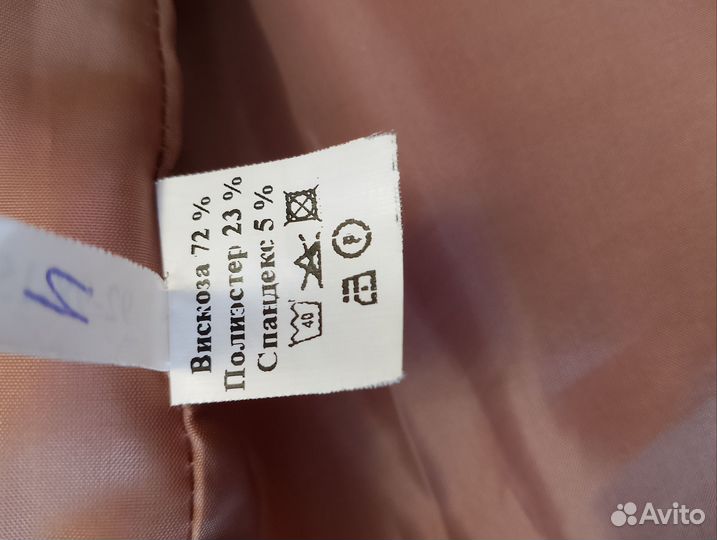 Вискоза 72 %
Полиэстер 23 %
Спандекс 5 %
40
P
Avito